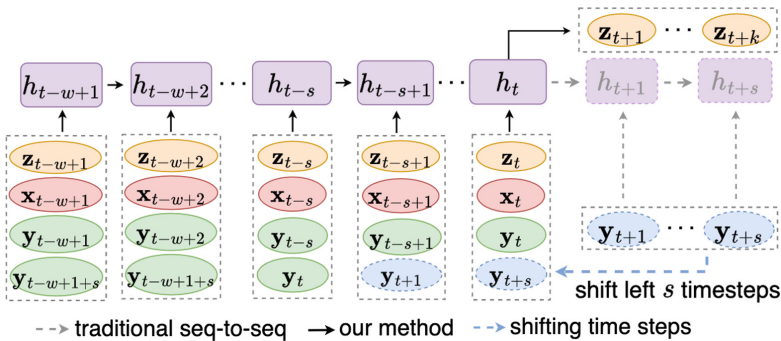 z_{t+1} ··· z_{t+k}
h_{t−w+1} h_{t−w+2} ··· h_{t−s} h_{t−s+1} ··· h_t h_{t+1} h_{t+s}
z_{t−w+1} z_{t−w+2} z_{t−s} z_{t−s+1} z_t
x_{t−w+1} x_{t−w+2} x_{t−s} x_{t−s+1} x_t
y_{t−w+1} y_{t−w+2} y_{t−s} y_{t−s+1} y_t y_{t+1} ··· y_{t+s}
y_{t−w+1+s} y_{t−w+1+s} y_t y_{t+1} y_{t+s}
shift left s timesteps
traditional seq-to-seq our method shifting time steps